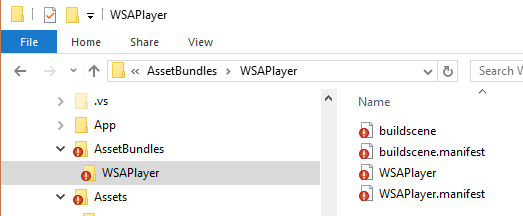 WSAPlayer
File Home Share View
« AssetBundles > WSAPlayer
Search W
.vs
App
AssetBundles
WSAPlayer
Assets
Name
buildscene
buildscene.manifest
WSAPlayer
WSAPlayer.manifest